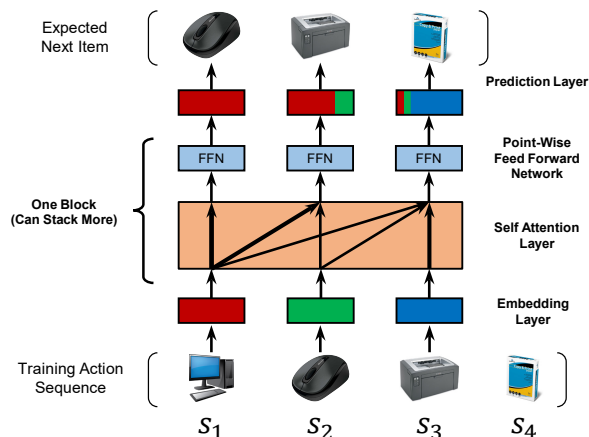 Expected
Next Item
Prediction Layer
FFN
FFN
FFN
Point-Wise
Feed Forward
Network
One Block
(Can Stack More)
Self Attention
Layer
Embedding
Layer
Training Action
Sequence
s₁
s₂
s₃
s₄